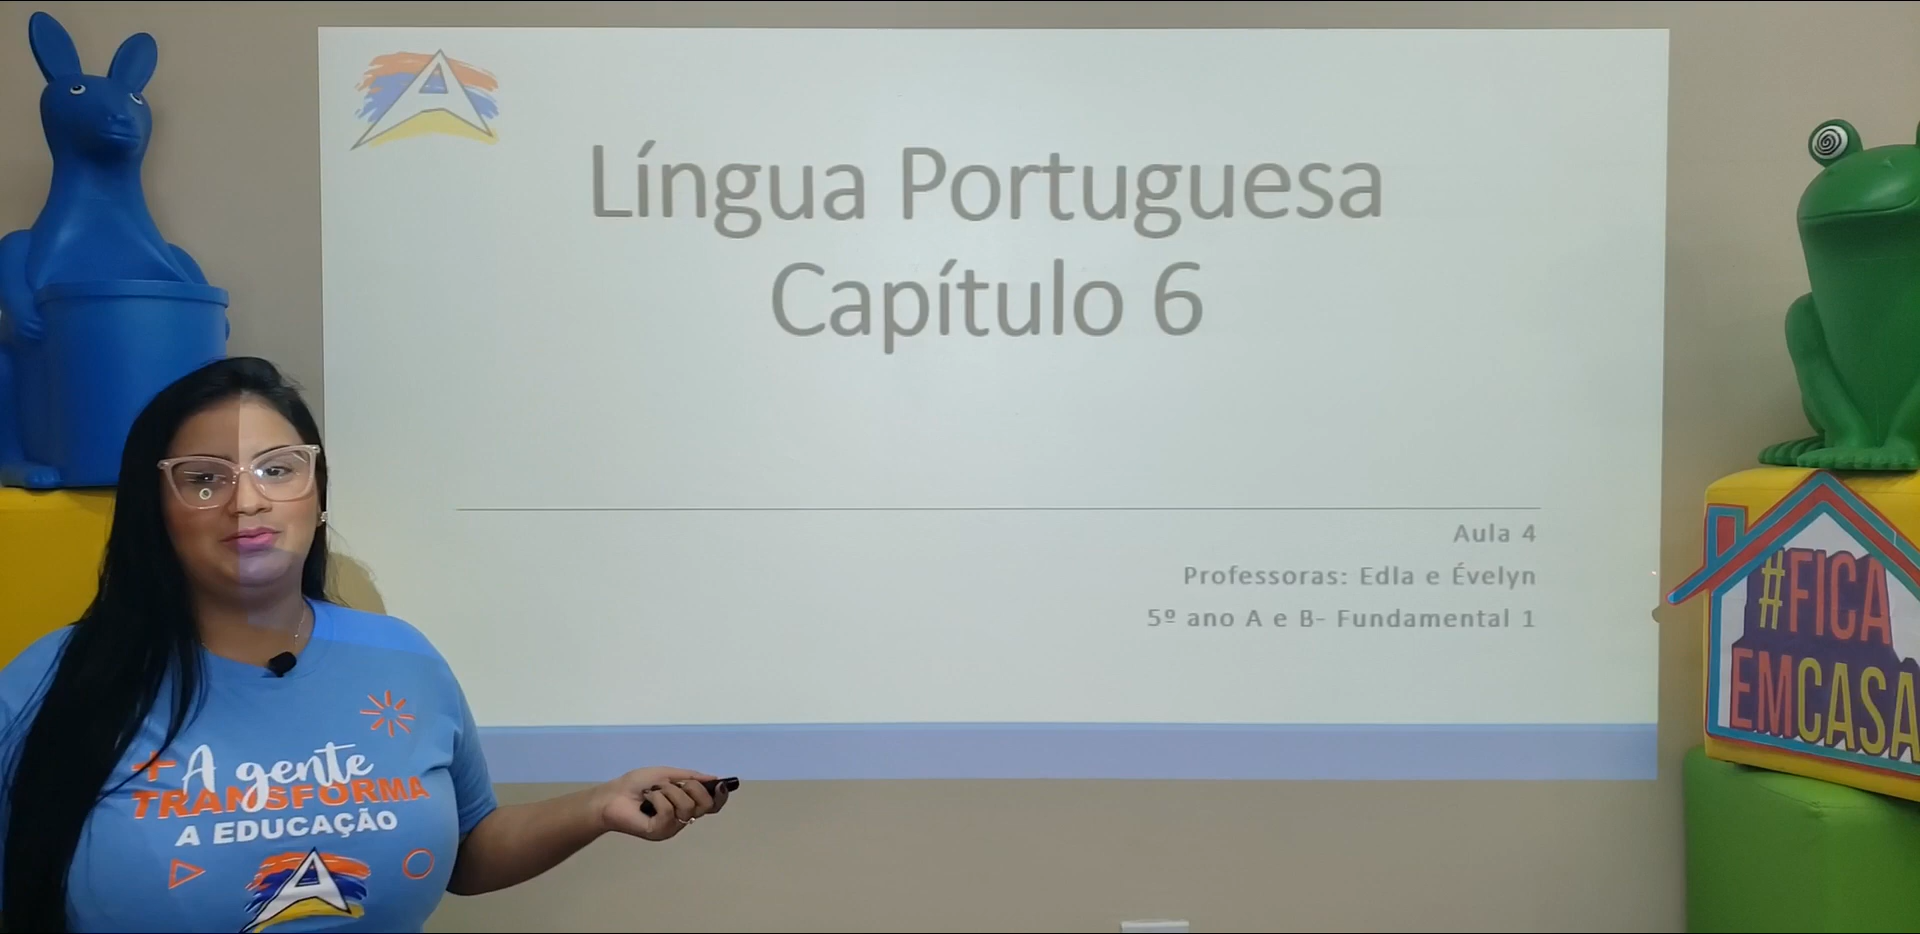 Língua Portuguesa
Capítulo 6
Aula 4
Professoras: Edla e Évelyn
5º ano A e B- Fundamental 1
#FICA
EMCASA
A gente
TRANSFORMA
A EDUCAÇÃO
A